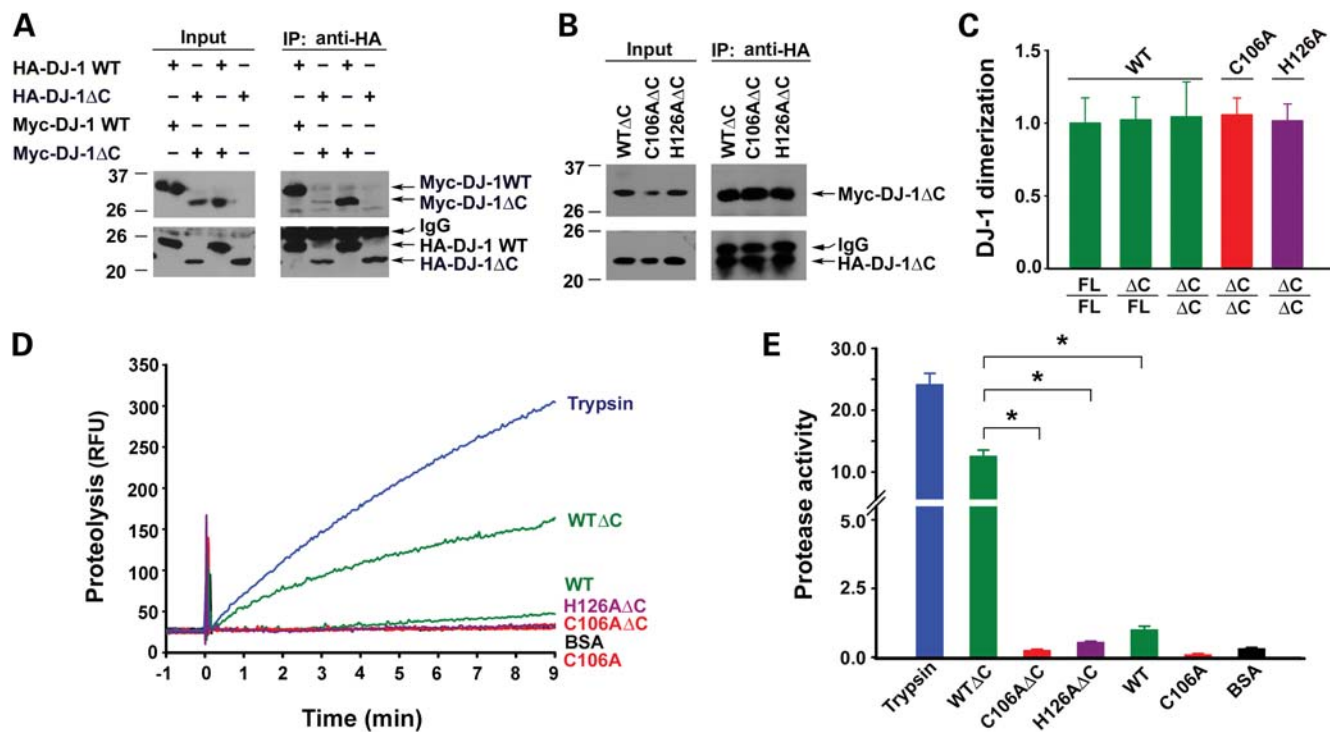 A
Input
IP: anti-HA
HA-DJ-1 WT + – + – + – + –
HA-DJ-1ΔC – + – + – + – +
Myc-DJ-1 WT + – – – + – – –
Myc-DJ-1ΔC – + + – – + + –
37
26
26
20
Myc-DJ-1WT
Myc-DJ-1ΔC
IgG
HA-DJ-1 WT
HA-DJ-1ΔC
B
Input
IP: anti-HA
WTΔC C106AΔC H126AΔC WTΔC C106AΔC H126AΔC
37
26
26
20
Myc-DJ-1ΔC
IgG
HA-DJ-1ΔC
C
DJ-1 dimerization
1.5
1.0
0.5
0.0
WT C106A H126A
FL ΔC ΔC ΔC ΔC
FL FL ΔC ΔC ΔC
D
Proteolysis (RFU)
350
300
250
200
150
100
50
0
-1 0 1 2 3 4 5 6 7 8 9
Time (min)
Trypsin
WTΔC
WT
H126AΔC
C106AΔC
BSA
C106A
E
Protease activity
30.0
20.0
10.0
5.0
2.5
0.0
*
*
*
Trypsin WTΔC C106AΔC H126AΔC WT C106A BSA